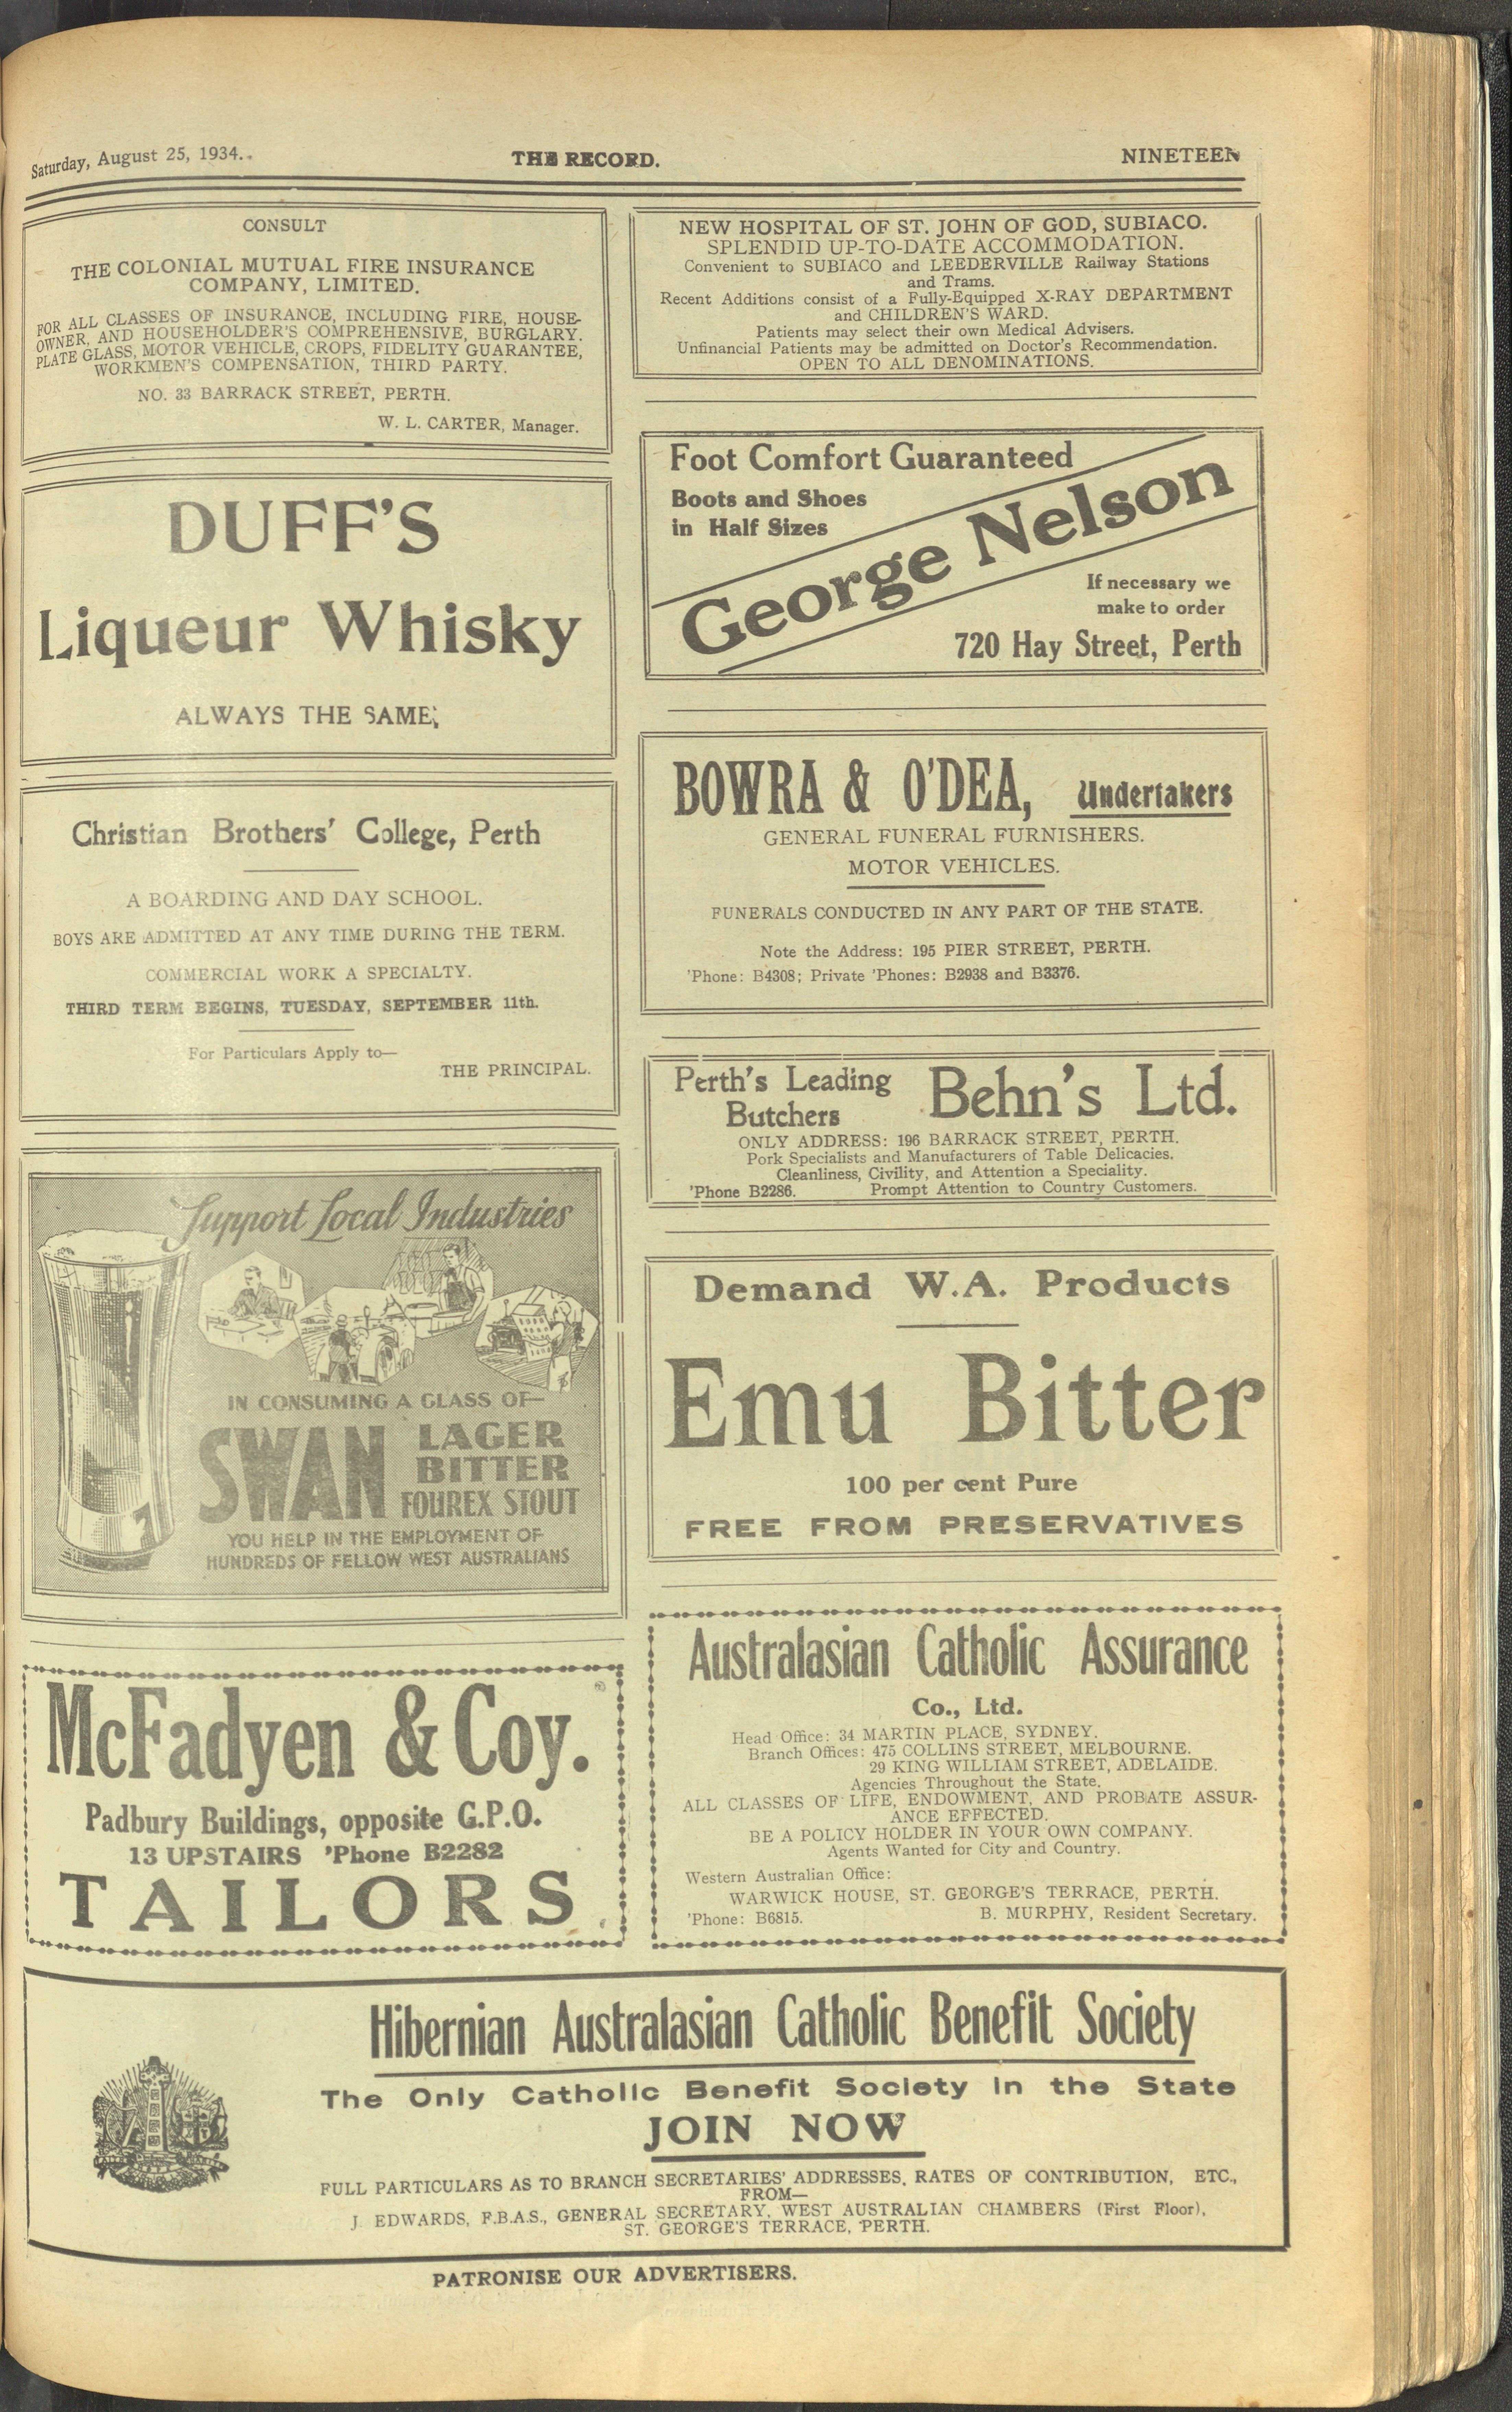 Saturday, August 25, 1934.
THE RECORD.
NINETEEN
CONSULT
THE COLONIAL MUTUAL FIRE INSURANCE
COMPANY, LIMITED.
FOR ALL CLASSES OF INSURANCE, INCLUDING FIRE, HOUSE-
OWNER, AND HOUSEHOLDER'S COMPREHENSIVE, BURGLARY.
PLATE GLASS, MOTOR VEHICLE, CROPS, FIDELITY GUARANTEE,
WORKMEN'S COMPENSATION, THIRD PARTY.
NO. 33 BARRACK STREET, PERTH.
W. L. CARTER, Manager.
DUFF'S
Liqueur Whisky
ALWAYS THE SAME.
Christian Brothers' College, Perth
A BOARDING AND DAY SCHOOL.
BOYS ARE ADMITTED AT ANY TIME DURING THE TERM.
COMMERCIAL WORK A SPECIALTY.
THIRD TERM BEGINS, TUESDAY, SEPTEMBER 11th.
For Particulars Apply to—
THE PRINCIPAL.
Support Local Industries
IN CONSUMING A GLASS OF—
SWAN LAGER
BITTER
FOUREX STOUT
YOU HELP IN THE EMPLOYMENT OF
HUNDREDS OF FELLOW WEST AUSTRALIANS
McFadyen & Coy.
Padbury Buildings, opposite G.P.O.
13 UPSTAIRS 'Phone B2282
TAILORS
NEW HOSPITAL OF ST. JOHN OF GOD, SUBIACO.
SPLENDID UP-TO-DATE ACCOMMODATION.
Convenient to SUBIACO and LEEDERVILLE Railway Stations
and Trams.
Recent Additions consist of a Fully-Equipped X-RAY DEPARTMENT
and CHILDREN'S WARD.
Patients may select their own Medical Advisers.
Unfinancial Patients may be admitted on Doctor's Recommendation.
OPEN TO ALL DENOMINATIONS.
Foot Comfort Guaranteed
Boots and Shoes
in Half Sizes
George Nelson
If necessary we
make to order
720 Hay Street, Perth
BOWRA & O'DEA, Undertakers
GENERAL FUNERAL FURNISHERS.
MOTOR VEHICLES.
FUNERALS CONDUCTED IN ANY PART OF THE STATE.
Note the Address: 195 PIER STREET, PERTH.
'Phone: B4308; Private 'Phones: B2938 and B3376.
Perth's Leading
Butchers
Behn's Ltd.
ONLY ADDRESS: 196 BARRACK STREET, PERTH.
Pork Specialists and Manufacturers of Table Delicacies.
Cleanliness, Civility, and Attention a Speciality.
'Phone B2286. Prompt Attention to Country Customers.
Demand W.A. Products
Emu Bitter
100 per cent Pure
FREE FROM PRESERVATIVES
Australasian Catholic Assurance
Co., Ltd.
Head Office: 34 MARTIN PLACE, SYDNEY.
Branch Offices: 475 COLLINS STREET, MELBOURNE.
29 KING WILLIAM STREET, ADELAIDE.
Agencies Throughout the State.
ALL CLASSES OF LIFE, ENDOWMENT, AND PROBATE ASSUR-
ANCE EFFECTED.
BE A POLICY HOLDER IN YOUR OWN COMPANY.
Agents Wanted for City and Country.
Western Australian Office:
WARWICK HOUSE, ST. GEORGE'S TERRACE, PERTH.
'Phone: B6815. B. MURPHY, Resident Secretary.
Hibernian Australasian Catholic Benefit Society
The Only Catholic Benefit Society in the State
JOIN NOW
FULL PARTICULARS AS TO BRANCH SECRETARIES' ADDRESSES, RATES OF CONTRIBUTION, ETC.,
FROM—
J. EDWARDS, F.B.A.S., GENERAL SECRETARY, WEST AUSTRALIAN CHAMBERS (First Floor),
ST. GEORGE'S TERRACE, PERTH.
PATRONISE OUR ADVERTISERS.